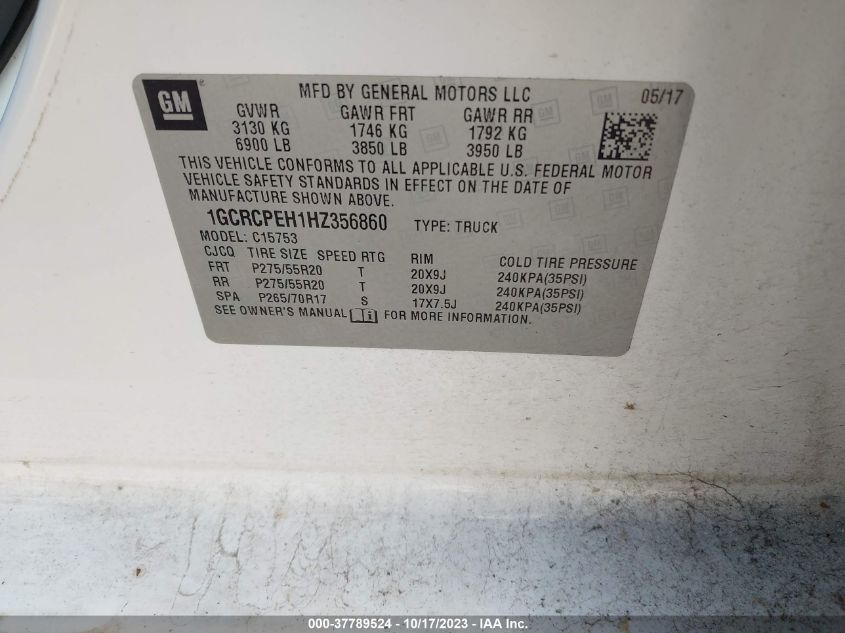 GM
MFD BY GENERAL MOTORS LLC 05/17
GVWR GAWR FRT GAWR RR
3130 KG 1746 KG 1792 KG
6900 LB 3850 LB 3950 LB
THIS VEHICLE CONFORMS TO ALL APPLICABLE U.S. FEDERAL MOTOR
VEHICLE SAFETY STANDARDS IN EFFECT ON THE DATE OF
MANUFACTURE SHOWN ABOVE.
1GCRCPEH1HZ356860 TYPE: TRUCK
MODEL: C15753
CJCQ TIRE SIZE SPEED RTG RIM COLD TIRE PRESSURE
FRT P275/55R20 T 20X9J 240KPA(35PSI)
RR P275/55R20 T 20X9J 240KPA(35PSI)
SPA P265/70R17 S 17X7.5J 240KPA(35PSI)
SEE OWNER'S MANUAL i FOR MORE INFORMATION.
000-37789524 - 10/17/2023 - IAA Inc.